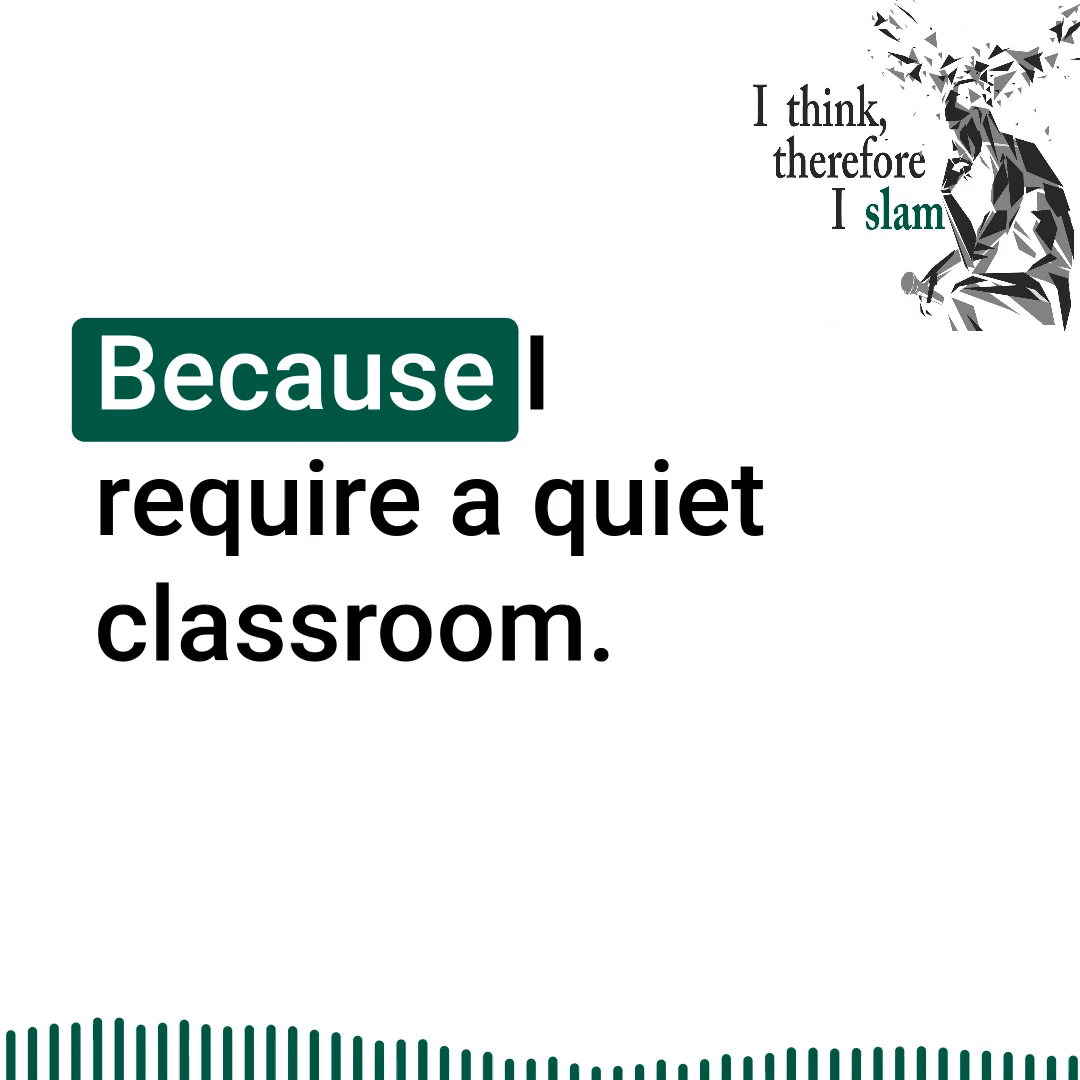 I think,
therefore
I slam
Because I
require a quiet
classroom.